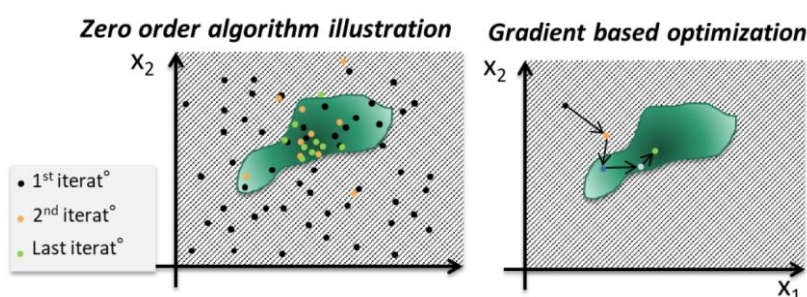 Zero order algorithm illustration
X2
1st iterat°
2nd iterat°
Last iterat°
Gradient based optimization
X2
X1